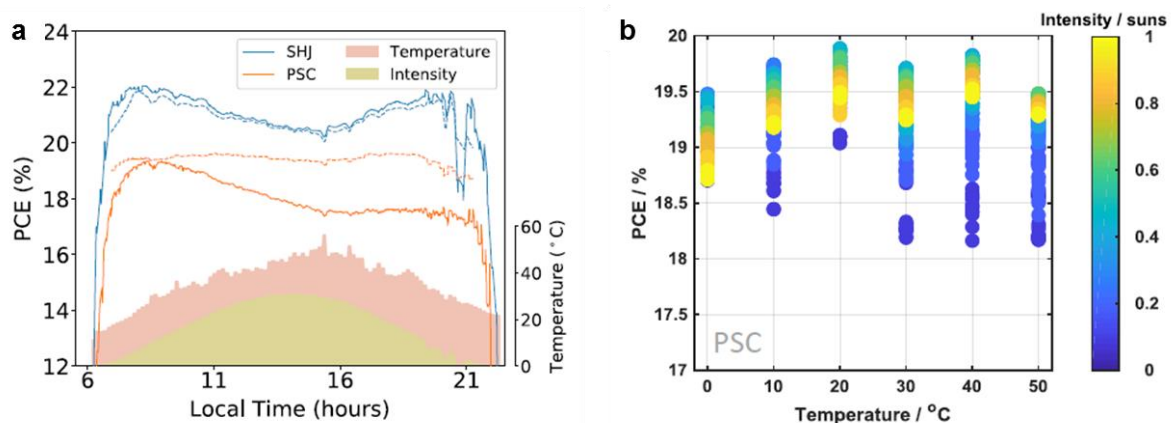 a
24
22
20
18
16
14
12
PCE (%)
SHJ
PSC
Temperature
Intensity
60
40
20
0
Temperature (°C)
6
11
16
21
Local Time (hours)
b
Intensity / suns
20
19.5
19
18.5
18
17.5
17
PCE / %
PSC
0
10
20
30
40
50
Temperature / °C
1
0.8
0.6
0.4
0.2
0